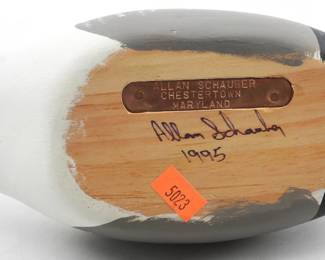 ALLAN SCHAUBER
CHESTERTOWN
MARYLAND
Allan Schauber
1995
5023